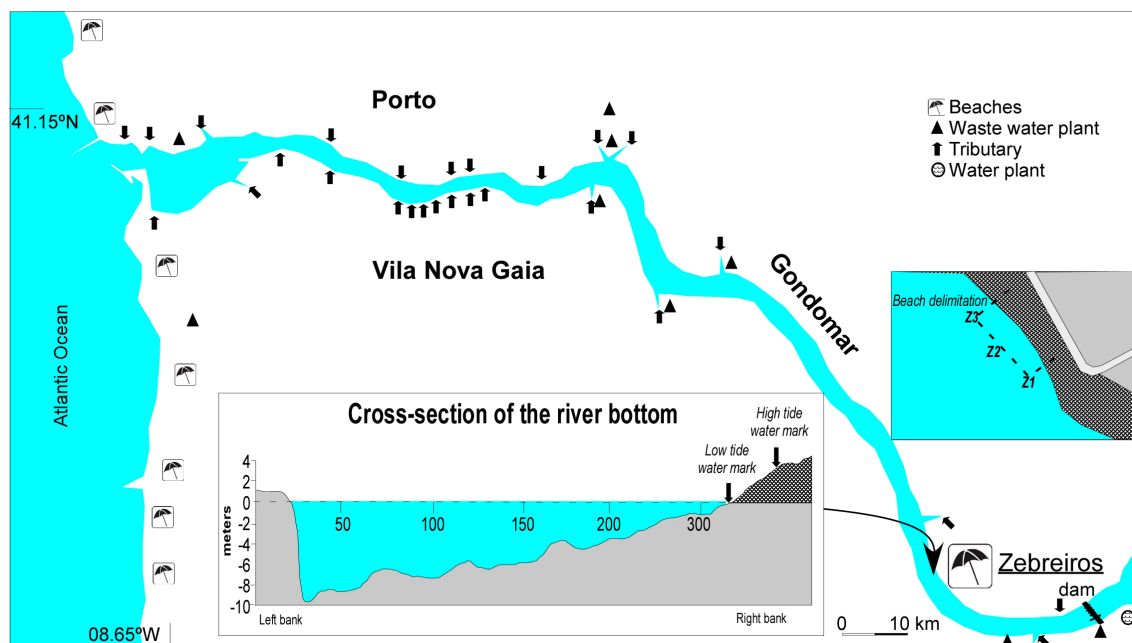 Porto
41.15ºN
Beaches
Waste water plant
Tributary
Water plant
Vila Nova Gaia
Gondomar
Atlantic Ocean
Beach delimitation
Z3
Z2
Z1
Cross-section of the river bottom
High tide
water mark
Low tide
water mark
meters
4
2
0
-2
-4
-6
-8
-10
50
100
150
200
300
Left bank
Right bank
Zebreiros
dam
0 10 km
08.65ºW